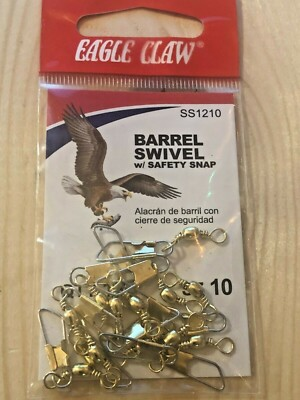 EAGLE CLAW
SS1210
BARREL
SWIVEL
w/ SAFETY SNAP
Alacrán de barril con
cierre de seguridad
10